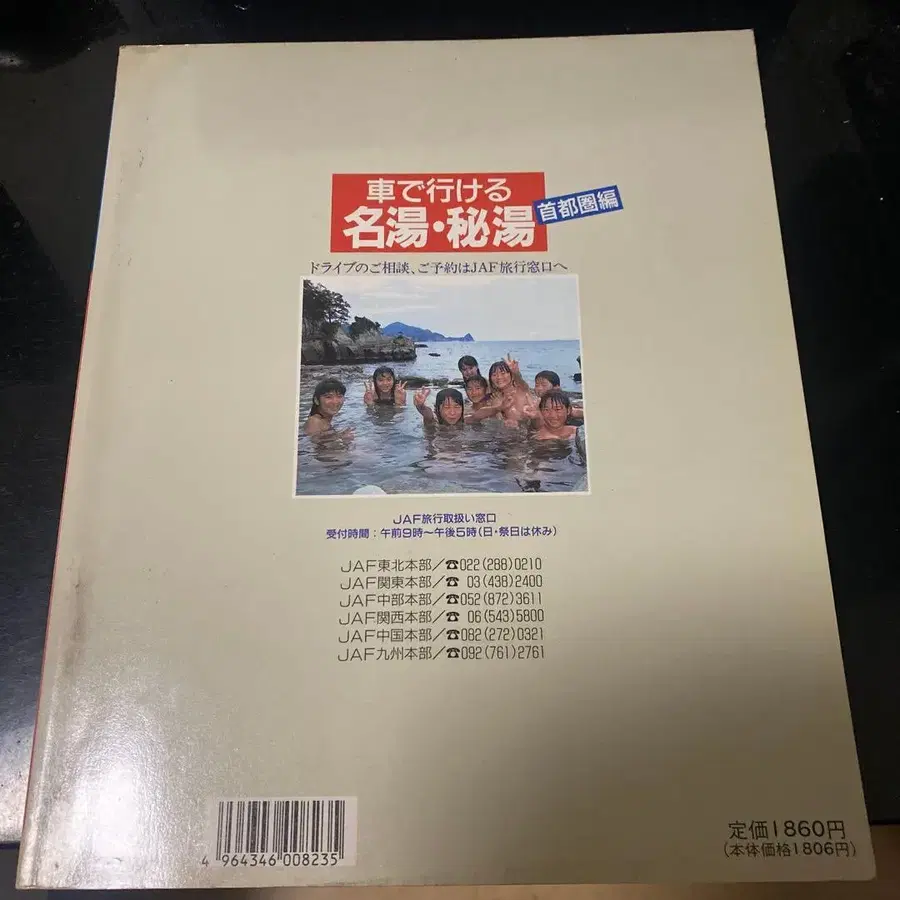 車で行ける
名湯・秘湯
首都圏編
ドライブのご相談、ご予約はJAF旅行窓口へ
JAF旅行取扱い窓口
受付時間：午前9時〜午後5時(日・祭日は休み)
JAF東北本部／☎022(288)0210
JAF関東本部／☎ 03(438)2400
JAF中部本部／☎052(872)3611
JAF関西本部／☎ 06(543)5800
JAF中国本部／☎082(272)0321
JAF九州本部／☎092(761)2761
4 964346 008235
定価1860円
(本体価格1806円)